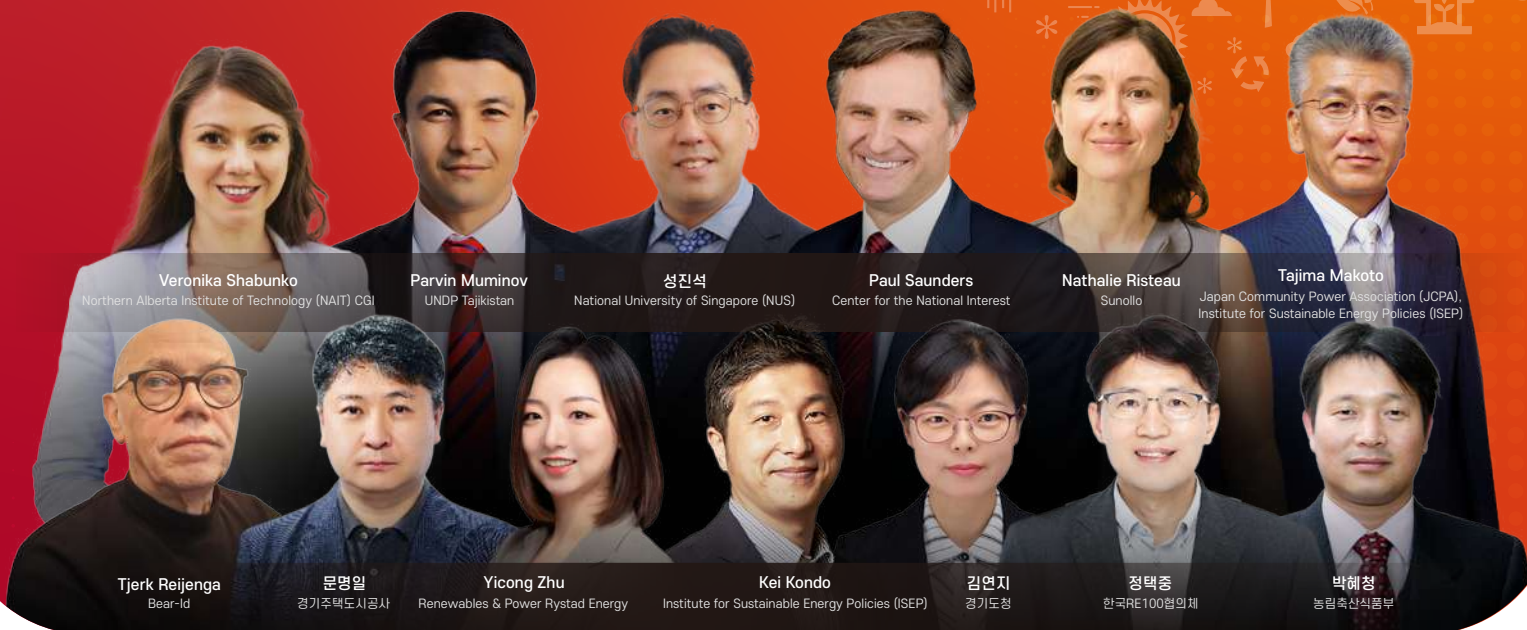 Veronika Shabunko
Northern Alberta Institute of Technology (NAIT) CGI
Parvin Muminov
UNDP Tajikistan
성진석
National University of Singapore (NUS)
Paul Saunders
Center for the National Interest
Nathalie Risteau
Sunollo
Tajima Makoto
Japan Community Power Association (JCPA),
Institute for Sustainable Energy Policies (ISEP)
Tjerk Reijenga
Bear-Id
문명일
경기주택도시공사
Yicong Zhu
Renewables & Power Rystad Energy
Kei Kondo
Institute for Sustainable Energy Policies (ISEP)
김연지
경기도청
정택중
한국RE100협의체
박혜청
농림축산식품부